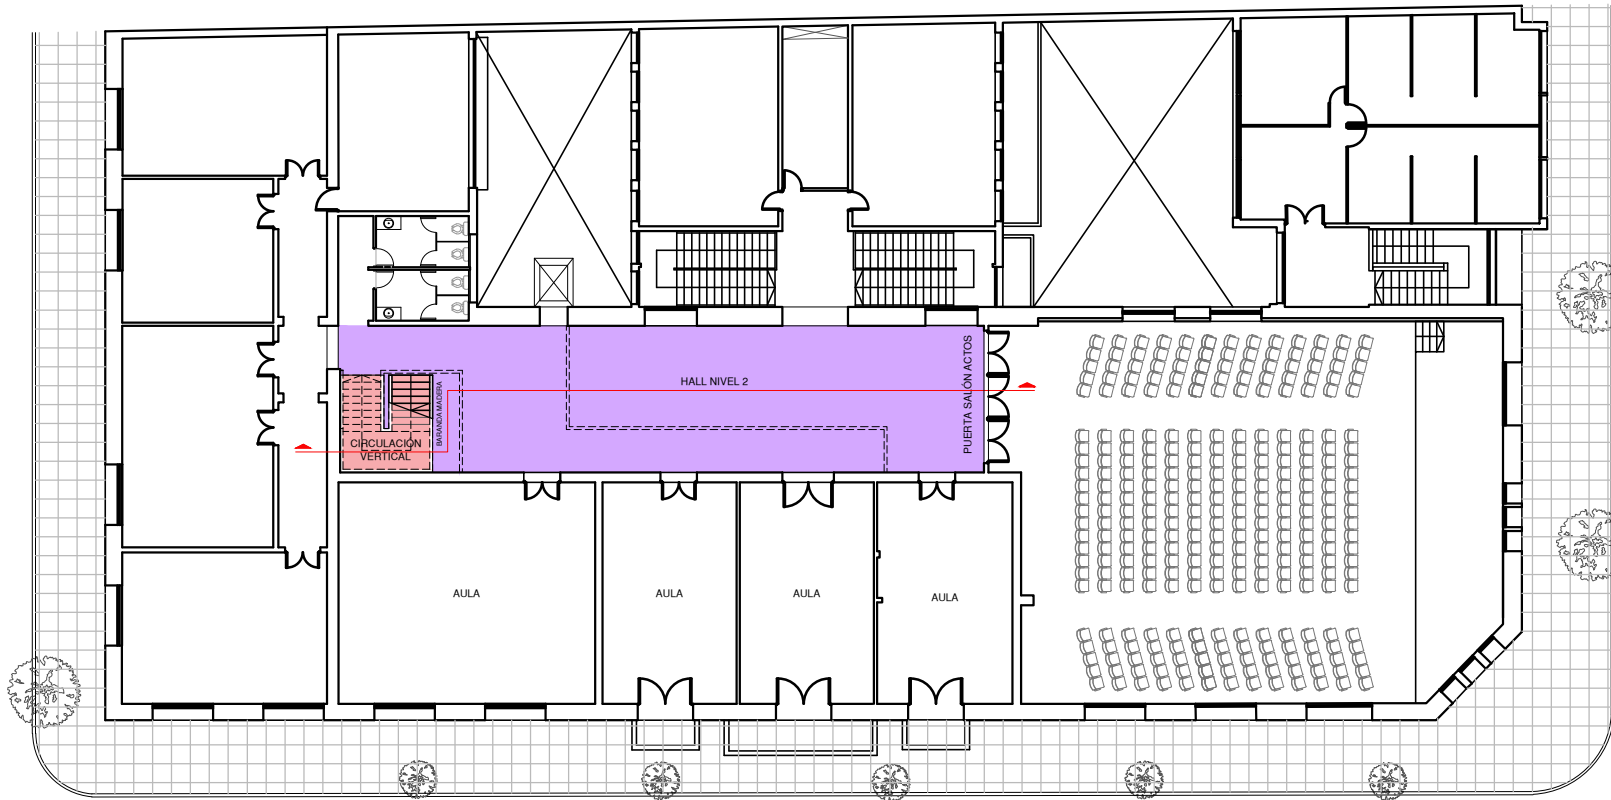 HALL NIVEL 2
BARANDA MADERA
PUERTA SALÓN ACTOS
CIRCULACIÓN
VERTICAL
AULA
AULA
AULA
AULA